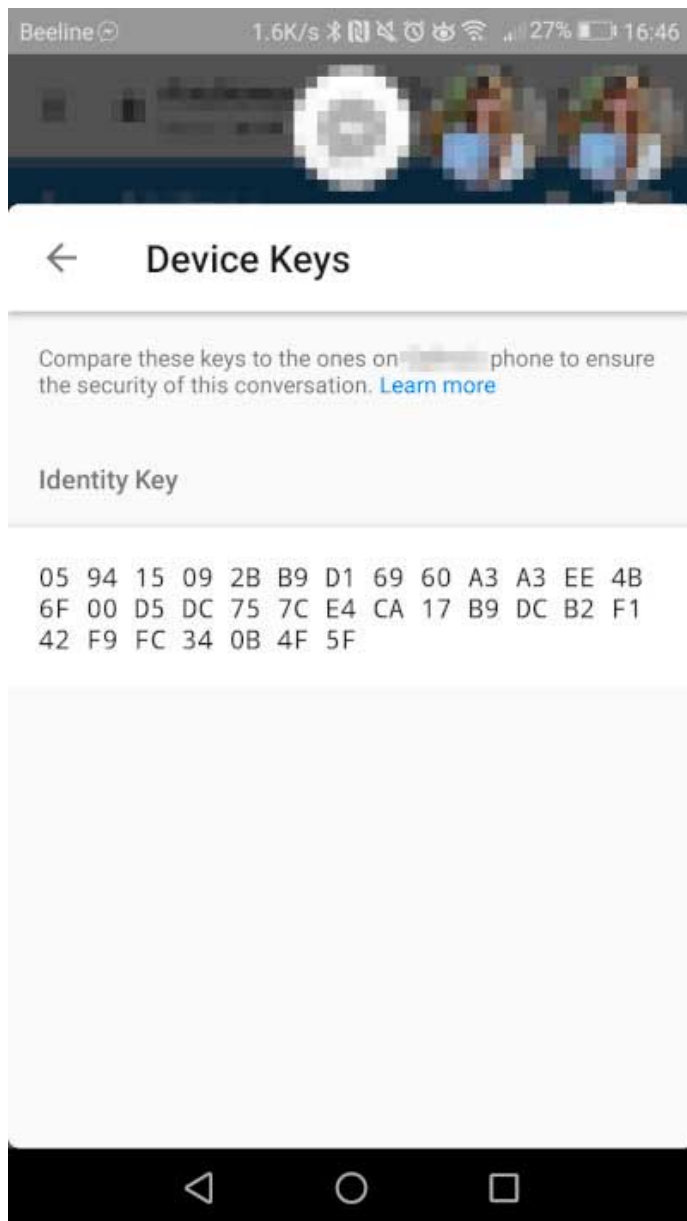 Beeline 1.6K/s 27% 16:46
Device Keys
Compare these keys to the ones on phone to ensure
the security of this conversation. Learn more
Identity Key
05 94 15 09 2B B9 D1 69 60 A3 A3 EE 4B
6F 00 D5 DC 75 7C E4 CA 17 B9 DC B2 F1
42 F9 FC 34 0B 4F 5F